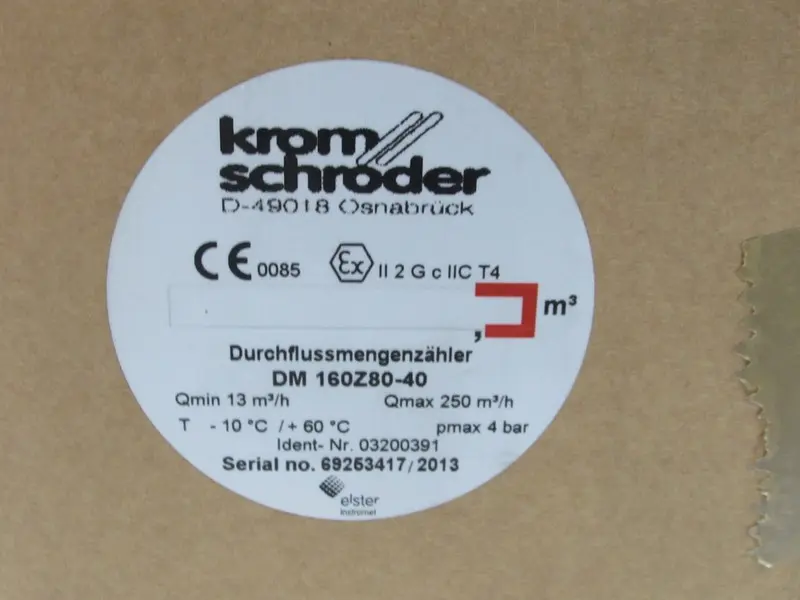 krom
schröder
D-49018 Osnabrück
CE 0085 Ex II 2 G c IIC T4
, m³
Durchflussmengenzähler
DM 160Z80-40
Qmin 13 m³/h Qmax 250 m³/h
T - 10 °C / + 60 °C pmax 4 bar
Ident- Nr. 03200391
Serial no. 69253417/2013
elster
Instromet